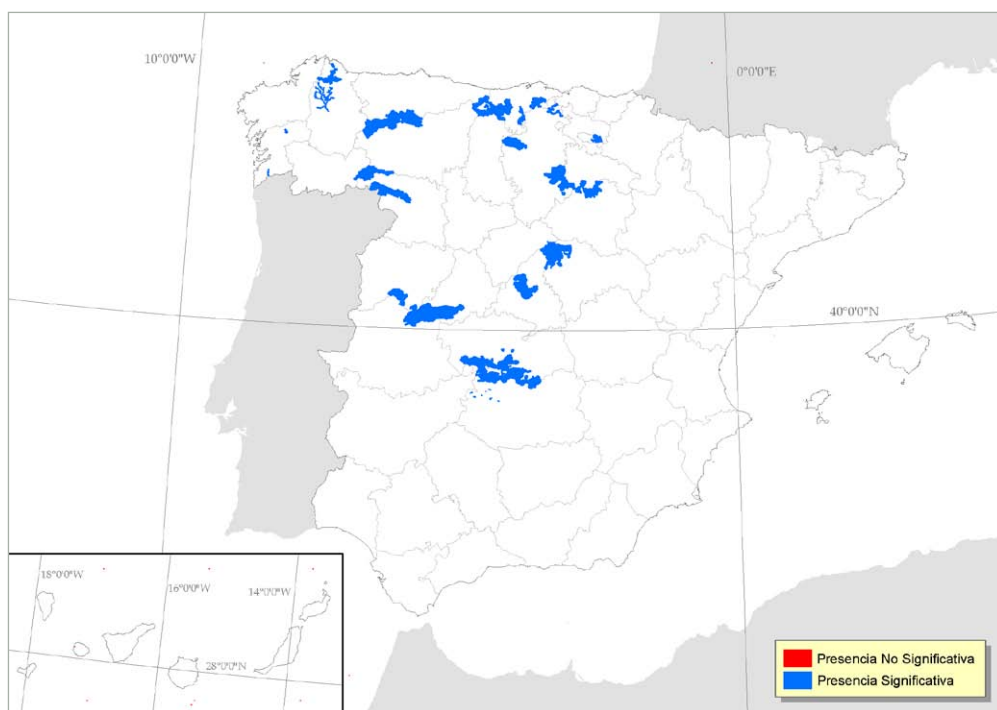 10°0'0"W
0°0'0"E
40°0'0"N
18°0'0"W
16°0'0"W
14°0'0"W
28°0'0"N
Presencia No Significativa
Presencia Significativa